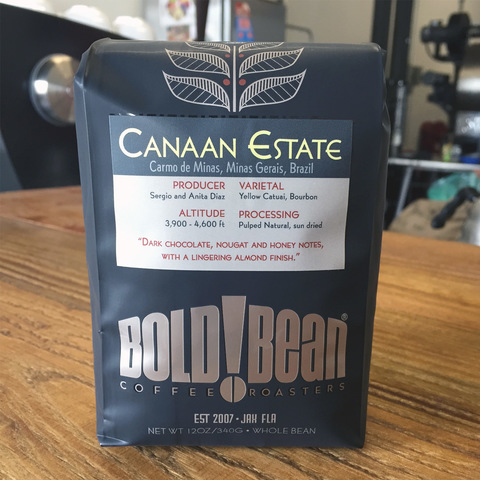 CANAAN ESTATE
Carmo de Minas, Minas Gerais, Brazil
PRODUCER VARIETAL
Sergio and Anita Diaz Yellow Catuai, Bourbon
ALTITUDE PROCESSING
3,900 - 4,600 ft Pulped Natural, sun dried
"DARK CHOCOLATE, NOUGAT AND HONEY NOTES,
WITH A LINGERING ALMOND FINISH."
BOLD!BEAN®
COFFEE ROASTERS
EST 2007 · JAX FLA
NET WT 12OZ/340G · WHOLE BEAN